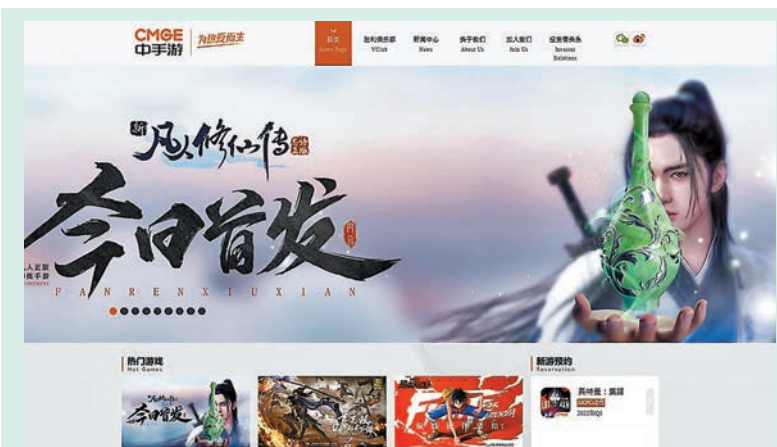 CMGE
中手游
为热爱而生
首页
Home Page
胜利俱乐部
VClub
新闻中心
News
关于我们
About Us
加入我们
Join Us
投资者关系
Investor
Relations
新
凡人修仙传
今日首发
FANRENXIUXIAN
热门游戏
Hot Games
新游预约
Reservation
今日首发